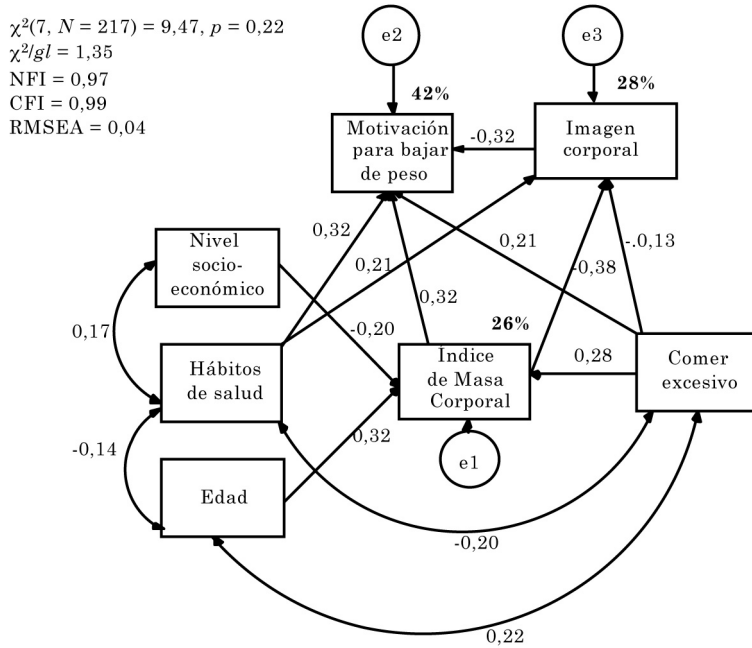 χ²(7, N = 217) = 9,47, p = 0,22
χ²/gl = 1,35
NFI = 0,97
CFI = 0,99
RMSEA = 0,04
e2
e3
42%
28%
Motivación
para bajar
de peso
-0,32
Imagen
corporal
Nivel
socio-
económico
0,32
0,21
0,21
-.0,13
-0,38
0,17
0,32
-0,20
26%
Hábitos
de salud
Índice
de Masa
Corporal
0,28
Comer
excesivo
-0,14
0,32
Edad
e1
-0,20
0,22